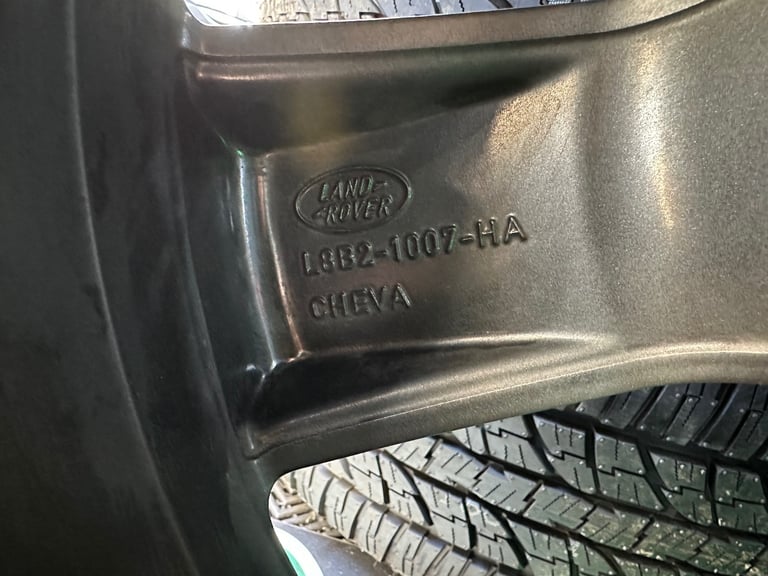 LAND-
-ROVER
L8B2-1007-HA
CHEVA